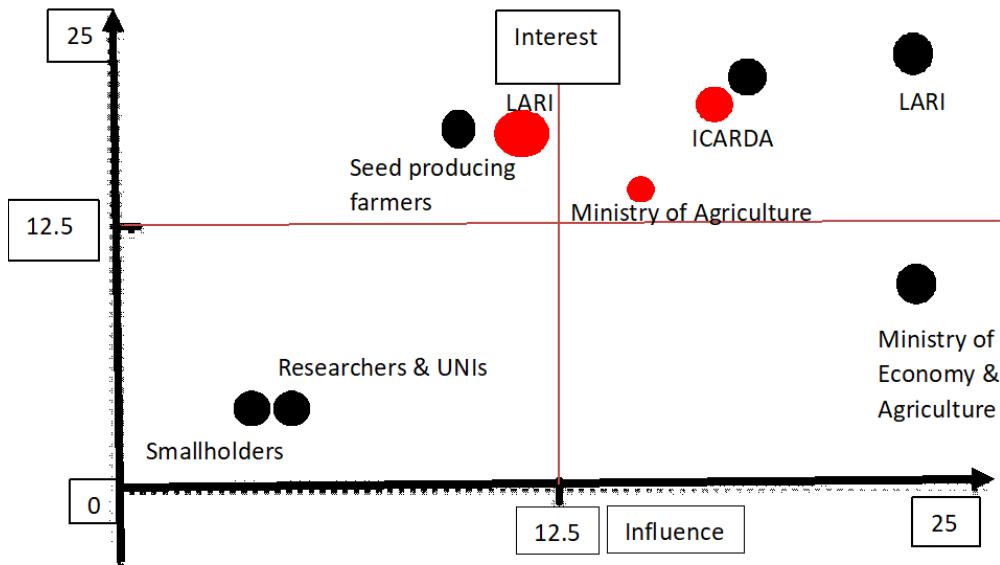 25
Interest
LARI
LARI
ICARDA
Seed producing
farmers
Ministry of Agriculture
12.5
Ministry of
Economy &
Agriculture
Researchers & UNIs
Smallholders
0
12.5
Influence
25